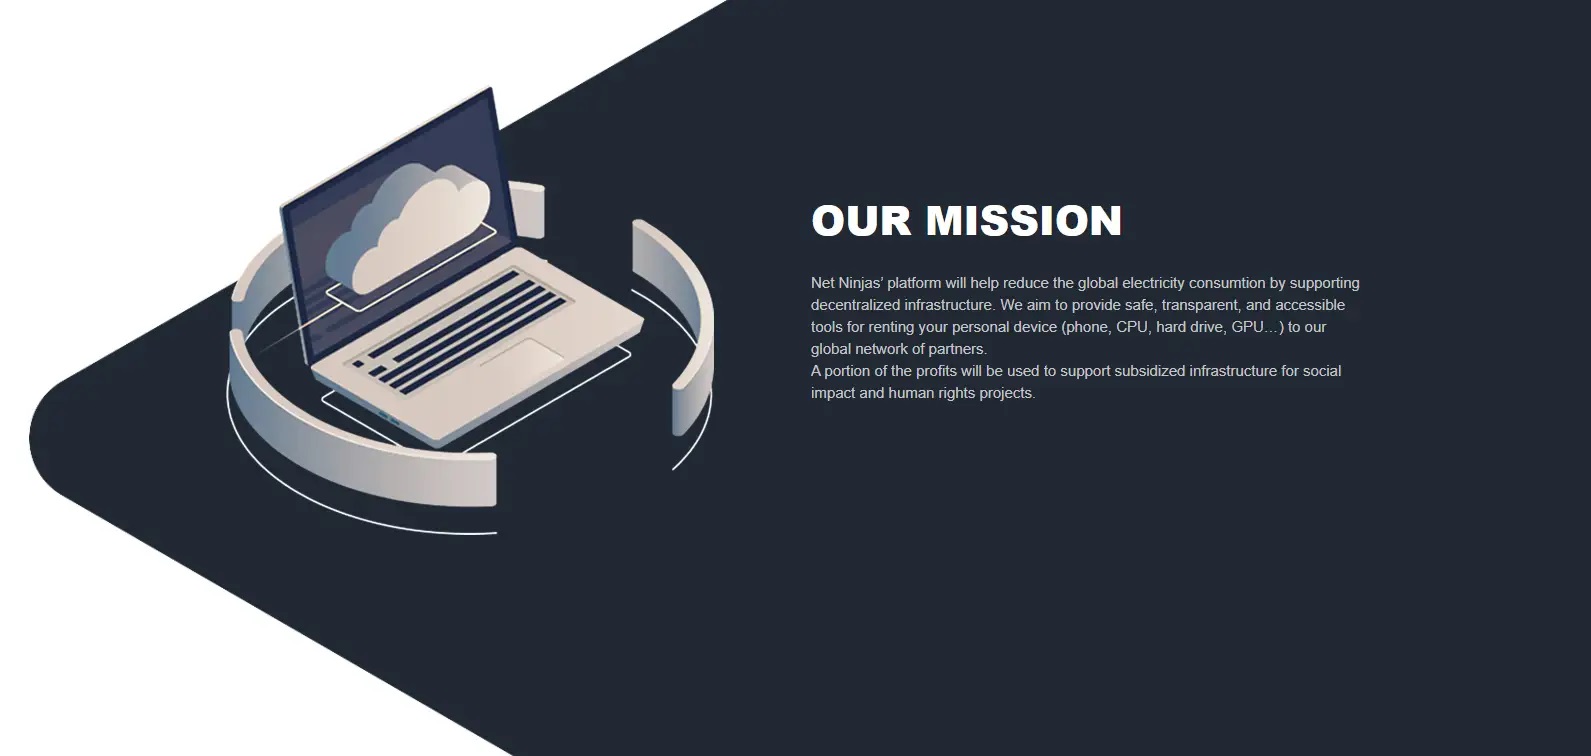 OUR MISSION
Net Ninjas’ platform will help reduce the global electricity consumtion by supporting
decentralized infrastructure. We aim to provide safe, transparent, and accessible
tools for renting your personal device (phone, CPU, hard drive, GPU…) to our
global network of partners.
A portion of the profits will be used to support subsidized infrastructure for social
impact and human rights projects.